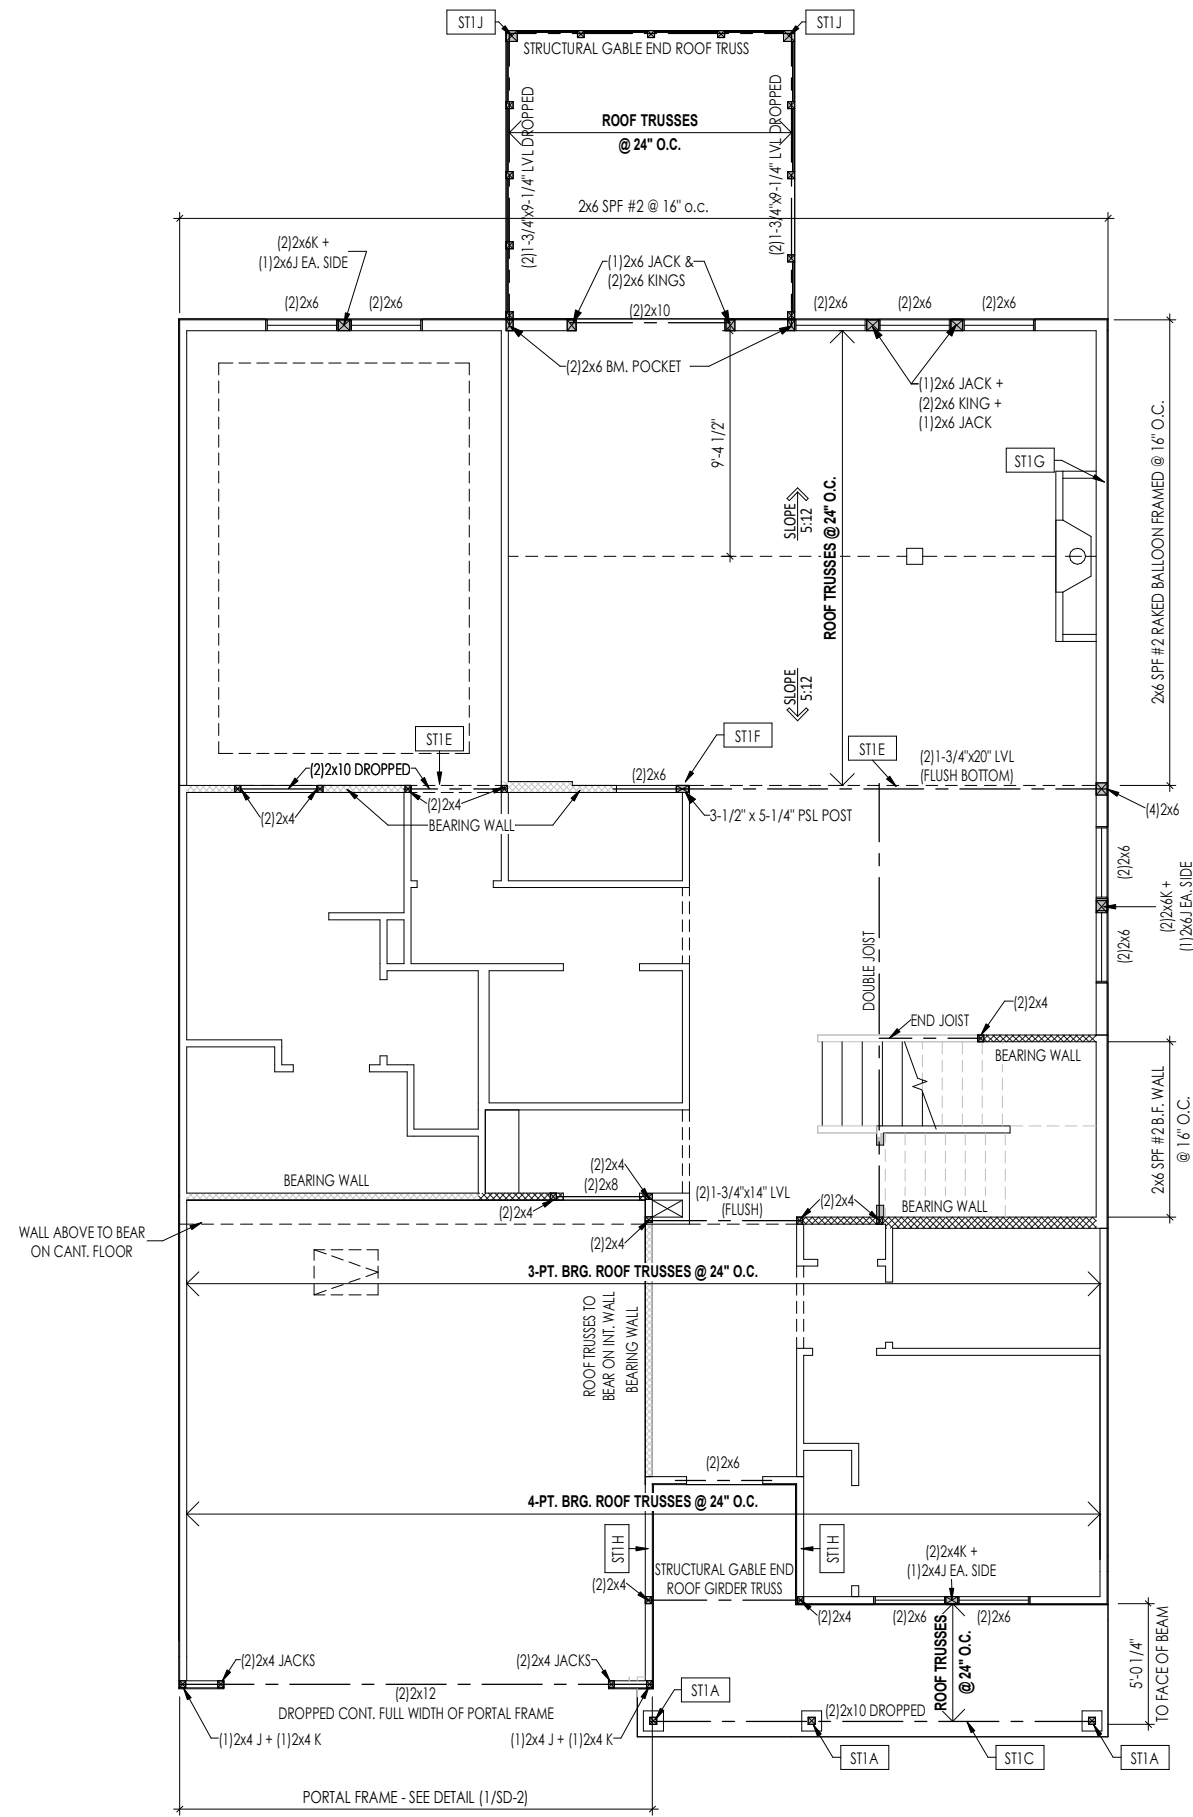 ST1J
ST1J
STRUCTURAL GABLE END ROOF TRUSS
(2)1-3/4"x9-1/4" LVL DROPPED
ROOF TRUSSES
@ 24" O.C.
(2)1-3/4"x9-1/4" LVL DROPPED
2x6 SPF #2 @ 16" o.c.
(2)2x6K +
(1)2x6J EA. SIDE
(1)2x6 JACK &
(2)2x6 KINGS
(2)2x6
(2)2x6
(2)2x10
(2)2x6
(2)2x6
(2)2x6
(2)2x6 BM. POCKET
(1)2x6 JACK +
(2)2x6 KING +
(1)2x6 JACK
9'-4 1/2"
ST1G
2x6 SPF #2 RAKED BALLOON FRAMED @ 16" O.C.
SLOPE
5:12
ROOF TRUSSES @ 24" O.C.
SLOPE
5:12
ST1E
ST1F
ST1E
(2)1-3/4"x20" LVL
(FLUSH BOTTOM)
(2)2x10 DROPPED
(2)2x6
(2)2x4
(2)2x4
BEARING WALL
3-1/2" x 5-1/4" PSL POST
(4)2x6
(2)2x6
(2)2x6K +
(1)2x6J EA. SIDE
(2)2x6
DOUBLE JOIST
END JOIST
(2)2x4
BEARING WALL
2x6 SPF #2 B.F. WALL
@ 16" O.C.
BEARING WALL
(2)2x4
(2)2x8
(2)2x4
(2)1-3/4"x14" LVL
(FLUSH)
(2)2x4
BEARING WALL
WALL ABOVE TO BEAR
ON CANT. FLOOR
(2)2x4
3-PT. BRG. ROOF TRUSSES @ 24" O.C.
ROOF TRUSSES TO
BEAR ON INT. WALL
BEARING WALL
(2)2x6
4-PT. BRG. ROOF TRUSSES @ 24" O.C.
ST1H
ST1H
STRUCTURAL GABLE END
ROOF GIRDER TRUSS
(2)2x4K +
(1)2x4J EA. SIDE
(2)2x4
(2)2x4
(2)2x6
(2)2x6
ROOF TRUSSES
@ 24" O.C.
5'-0 1/4"
TO FACE OF BEAM
(2)2x4 JACKS
(2)2x4 JACKS
(2)2x12
DROPPED CONT. FULL WIDTH OF PORTAL FRAME
ST1A
(2)2x10 DROPPED
(1)2x4 J + (1)2x4 K
(1)2x4 J + (1)2x4 K
ST1A
ST1C
ST1A
PORTAL FRAME - SEE DETAIL (1/SD-2)